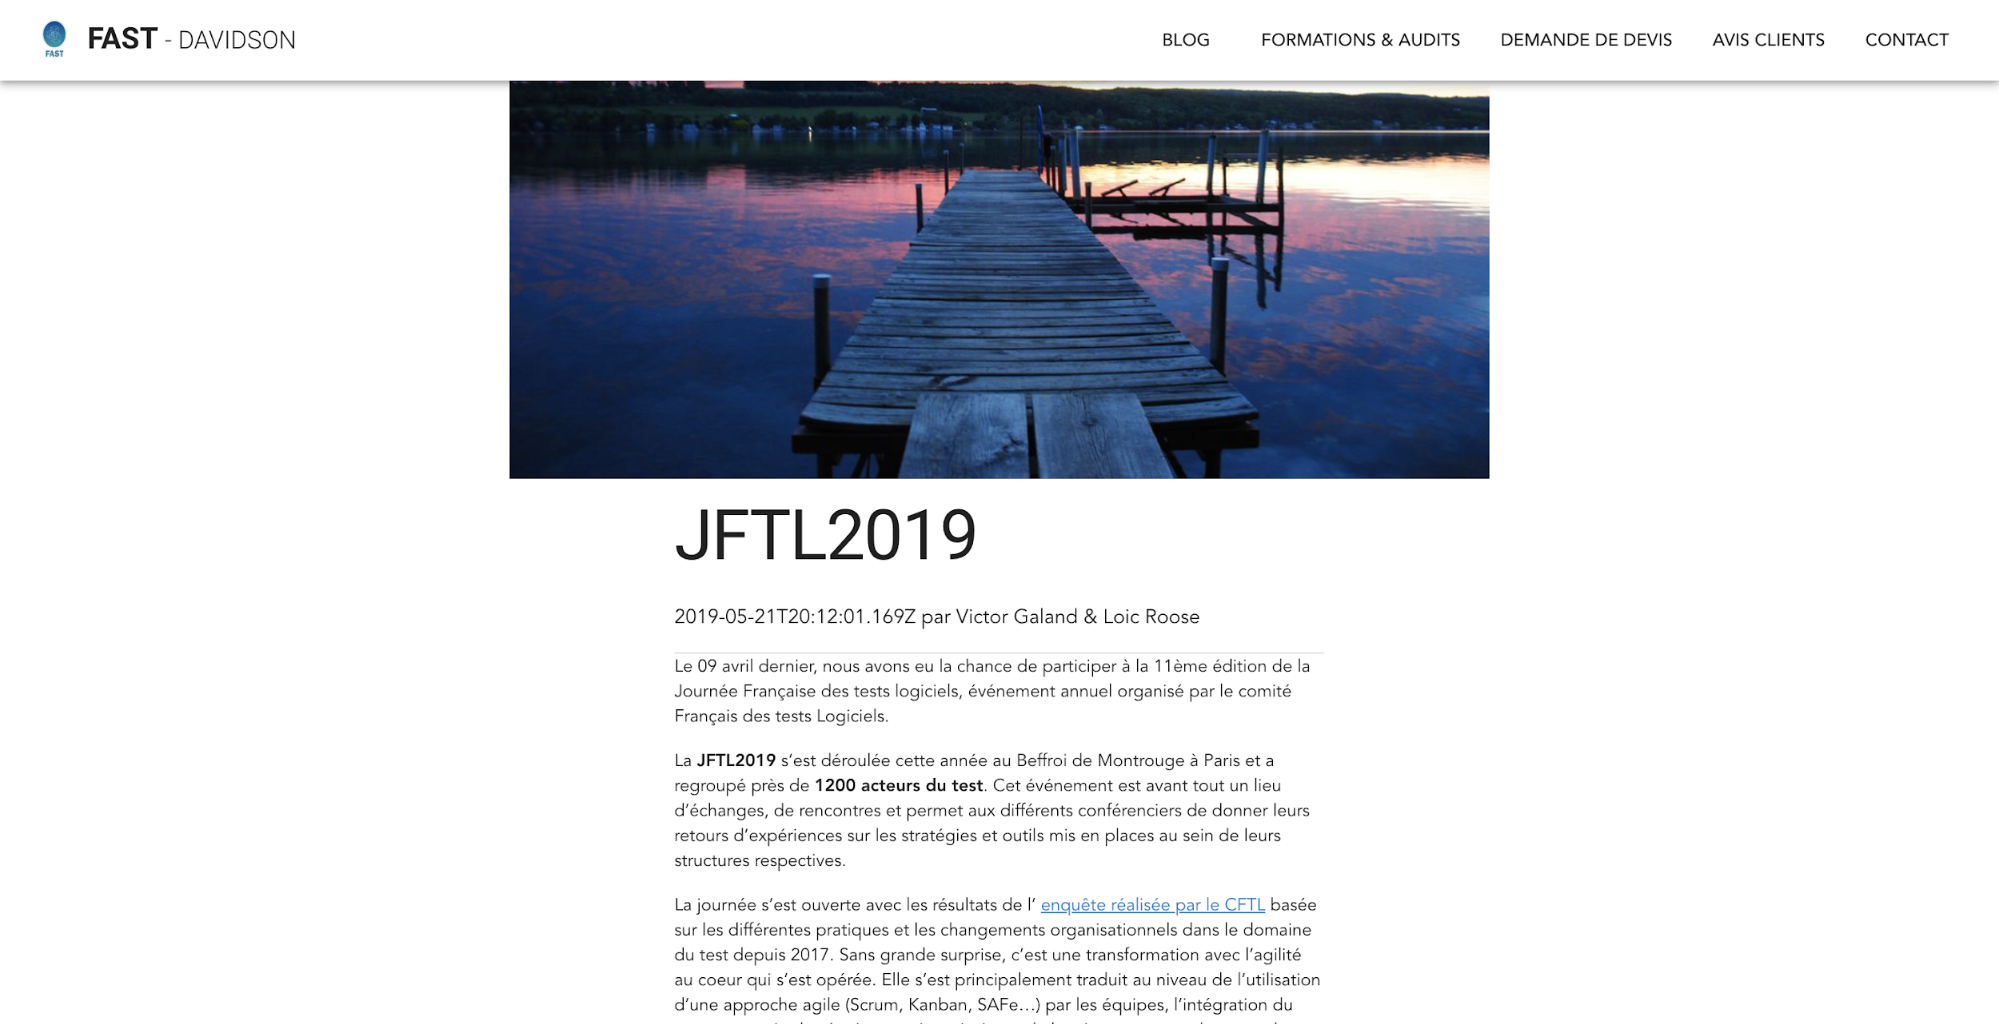 FAST
FAST - DAVIDSON
BLOG
FORMATIONS & AUDITS
DEMANDE DE DEVIS
AVIS CLIENTS
CONTACT
JFTL2019
2019-05-21T20:12:01.169Z par Victor Galand & Loic Roose
Le 09 avril dernier, nous avons eu la chance de participer à la 11ème édition de la
Journée Française des tests logiciels, événement annuel organisé par le comité
Français des tests Logiciels.
La JFTL2019 s’est déroulée cette année au Beffroi de Montrouge à Paris et a
regroupé près de 1200 acteurs du test. Cet événement est avant tout un lieu
d’échanges, de rencontres et permet aux différents conférenciers de donner leurs
retours d’expériences sur les stratégies et outils mis en places au sein de leurs
structures respectives.
La journée s’est ouverte avec les résultats de l’ enquête réalisée par le CFTL basée
sur les différentes pratiques et les changements organisationnels dans le domaine
du test depuis 2017. Sans grande surprise, c’est une transformation avec l’agilité
au coeur qui s’est opérée. Elle s’est principalement traduit au niveau de l’utilisation
d’une approche agile (Scrum, Kanban, SAFe…) par les équipes, l’intégration du